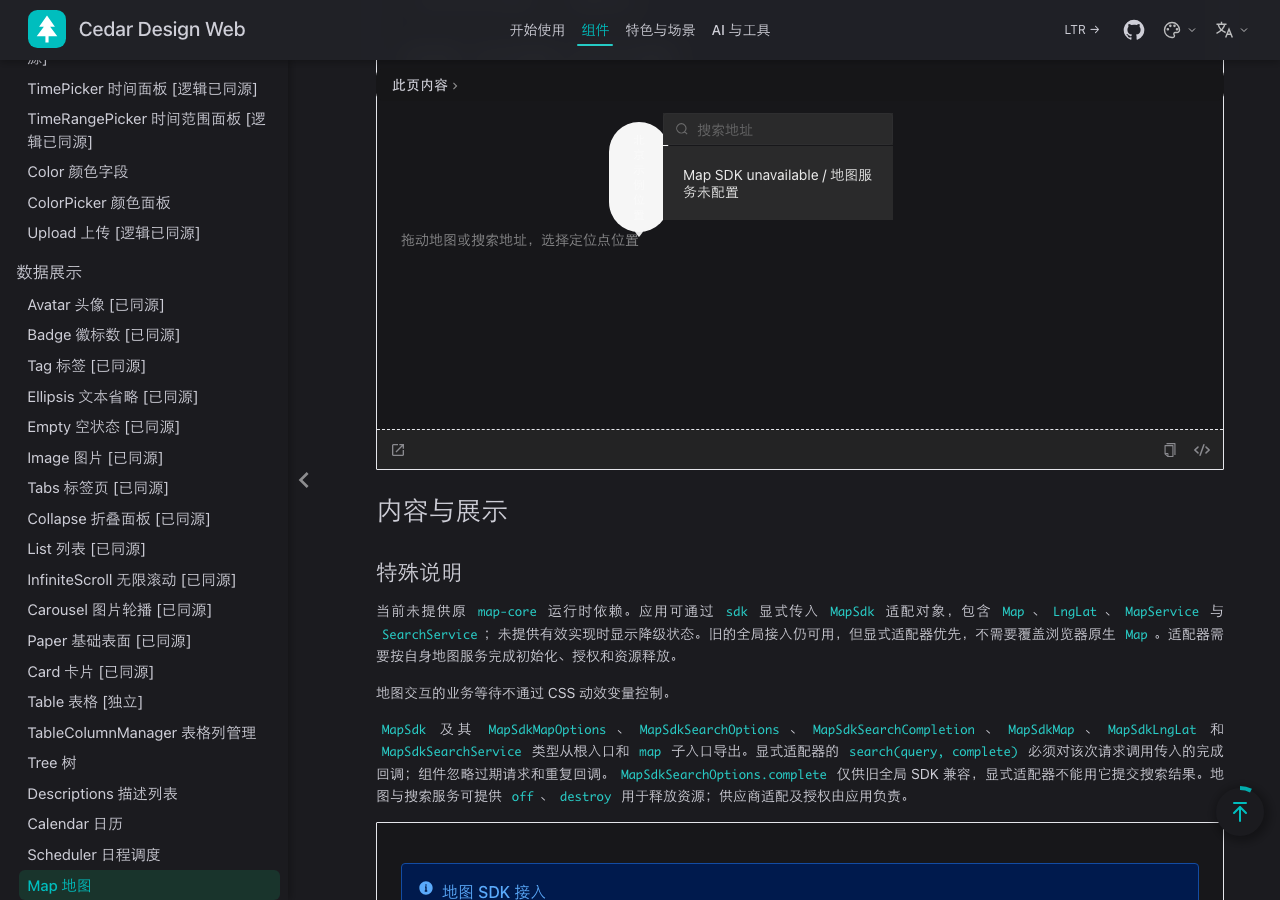 Cedar Design Web
开始使用 组件 特色与场景 AI 与工具
LTR →
源]
TimePicker 时间面板 [逻辑已同源]
TimeRangePicker 时间范围面板 [逻
辑已同源]
Color 颜色字段
ColorPicker 颜色面板
Upload 上传 [逻辑已同源]
数据展示
Avatar 头像 [已同源]
Badge 徽标数 [已同源]
Tag 标签 [已同源]
Ellipsis 文本省略 [已同源]
Empty 空状态 [已同源]
Image 图片 [已同源]
Tabs 标签页 [已同源]
Collapse 折叠面板 [已同源]
List 列表 [已同源]
InfiniteScroll 无限滚动 [已同源]
Carousel 图片轮播 [已同源]
Paper 基础表面 [已同源]
Card 卡片 [已同源]
Table 表格 [独立]
TableColumnManager 表格列管理
Tree 树
Descriptions 描述列表
Calendar 日历
Scheduler 日程调度
Map 地图
此页内容 ›
搜索地址
Map SDK unavailable / 地图服
务未配置
拖动地图或搜索地址，选择定位点位置
内容与展示
特殊说明
当前未提供原 map-core 运行时依赖。应用可通过 sdk 显式传入 MapSdk 适配对象，包含 Map 、 LngLat 、 MapService 与
SearchService ；未提供有效实现时显示降级状态。旧的全局接入仍可用，但显式适配器优先，不需要覆盖浏览器原生 Map 。适配器需
要按自身地图服务完成初始化、授权和资源释放。
地图交互的业务等待不通过 CSS 动效变量控制。
MapSdk 及其 MapSdkMapOptions 、 MapSdkSearchOptions 、 MapSdkSearchCompletion 、 MapSdkMap 、 MapSdkLngLat 和
MapSdkSearchService 类型从根入口和 map 子入口导出。显式适配器的 search(query, complete) 必须对该次请求调用传入的完成
回调；组件忽略过期请求和重复回调。 MapSdkSearchOptions.complete 仅供旧全局 SDK 兼容，显式适配器不能用它提交搜索结果。地
图与搜索服务可提供 off 、 destroy 用于释放资源；供应商适配及授权由应用负责。
地图 SDK 接入